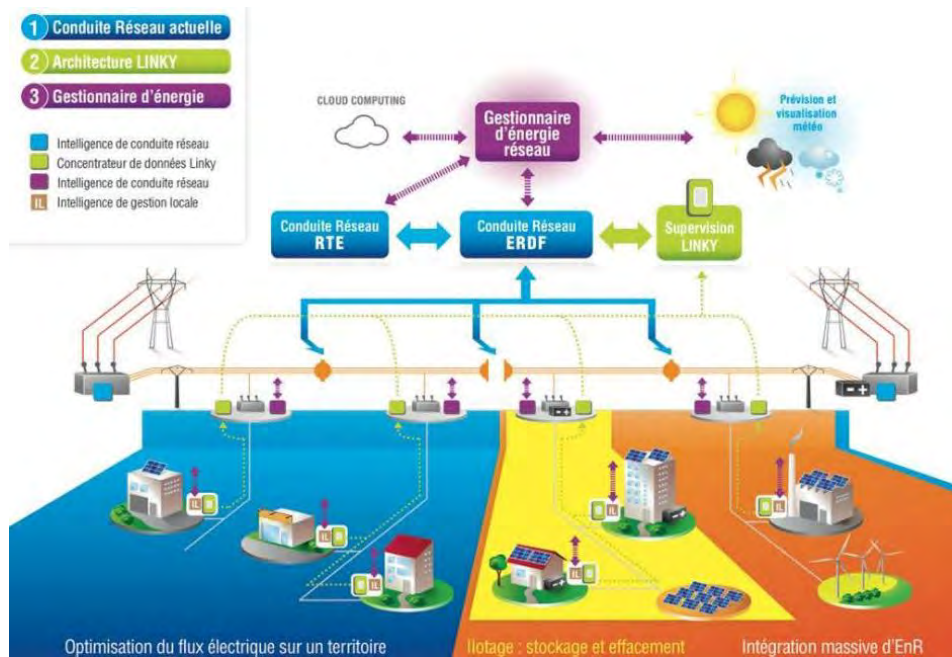 1 Conduite Réseau actuelle
2 Architecture LINKY
3 Gestionnaire d'énergie
Intelligence de conduite réseau
Concentrateur de données Linky
Intelligence de conduite réseau
IL Intelligence de gestion locale
CLOUD COMPUTING
Gestionnaire
d'énergie
réseau
Prévision et
visualisation
météo
Conduite Réseau
RTE
Conduite Réseau
ERDF
Supervision
LINKY
- +
- +
- +
IL
IL
IL
IL
IL
IL
Optimisation du flux électrique sur un territoire
Ilotage : stockage et effacement
Intégration massive d'EnR